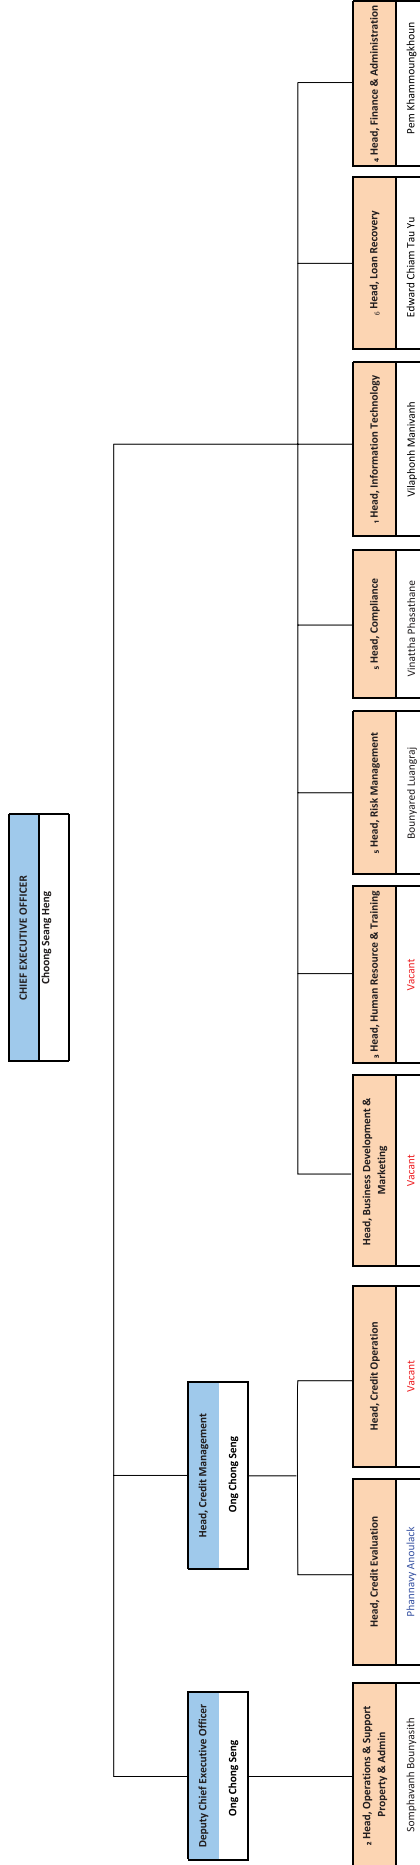 CHIEF EXECUTIVE OFFICER
Choong Seang Heng
Deputy Chief Executive Officer
Ong Chong Seng
Head, Credit Management
Ong Chong Seng
2 Head, Operations & Support
Property & Admin
Somphavanh Bounyasith
Head, Credit Evaluation
Phannavy Anoulack
Head, Credit Operation
Vacant
Head, Business Development &
Marketing
Vacant
3 Head, Human Resource & Training
Vacant
5 Head, Risk Management
Bounyared Luangraj
5 Head, Compliance
Vinattha Phasathane
1 Head, Information Technology
Vilaphonh Manivanh
6 Head, Loan Recovery
Edward Chiam Tau Yu
4 Head, Finance & Administration
Pem Khammoungkhoun